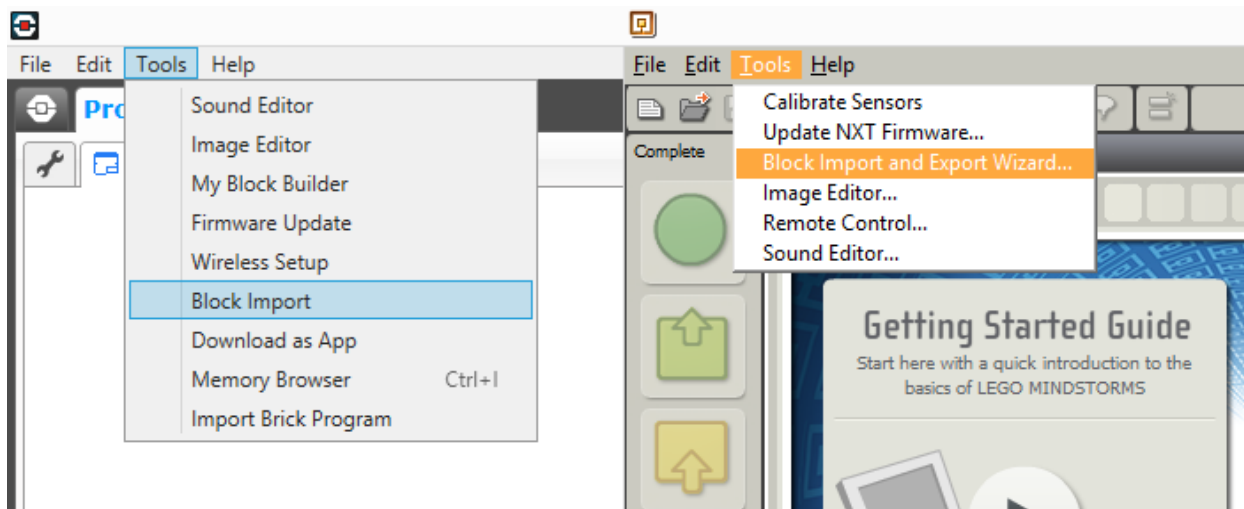 File Edit Tools Help
Pro
Sound Editor
Image Editor
My Block Builder
Firmware Update
Wireless Setup
Block Import
Download as App
Memory Browser Ctrl+I
Import Brick Program
File Edit Tools Help
Calibrate Sensors
Update NXT Firmware...
Block Import and Export Wizard...
Image Editor...
Remote Control...
Sound Editor...
Complete
Getting Started Guide
Start here with a quick introduction to the
basics of LEGO MINDSTORMS